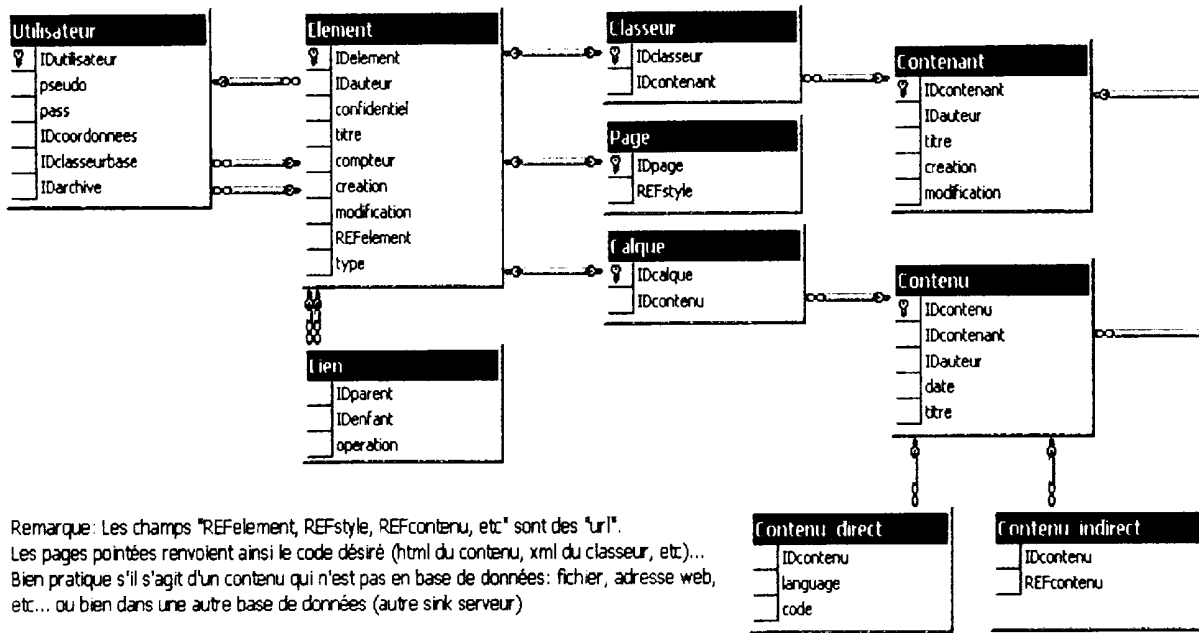 Utilisateur
IDutilisateur
pseudo
pass
IDcoordonnees
IDclasseurbase
IDarchive
Element
IDelement
IDauteur
confidentiel
titre
compteur
creation
modification
REFelement
type
Lien
IDparent
IDenfant
operation
Classeur
IDclasseur
IDcontenant
Page
IDpage
REFstyle
Calque
IDcalque
IDcontenu
Contenant
IDcontenant
IDauteur
titre
creation
modification
Contenu
IDcontenu
IDcontenant
IDauteur
date
titre
Contenu direct
IDcontenu
language
code
Contenu indirect
IDcontenu
REFcontenu
Remarque: Les champs "REFelement, REFstyle, REFcontenu, etc" sont des "url".
Les pages pointées renvoient ainsi le code désiré (html du contenu, xml du classeur, etc)...
Bien pratique s'il s'agit d'un contenu qui n'est pas en base de données: fichier, adresse web,
etc... ou bien dans une autre base de données (autre sink serveur)